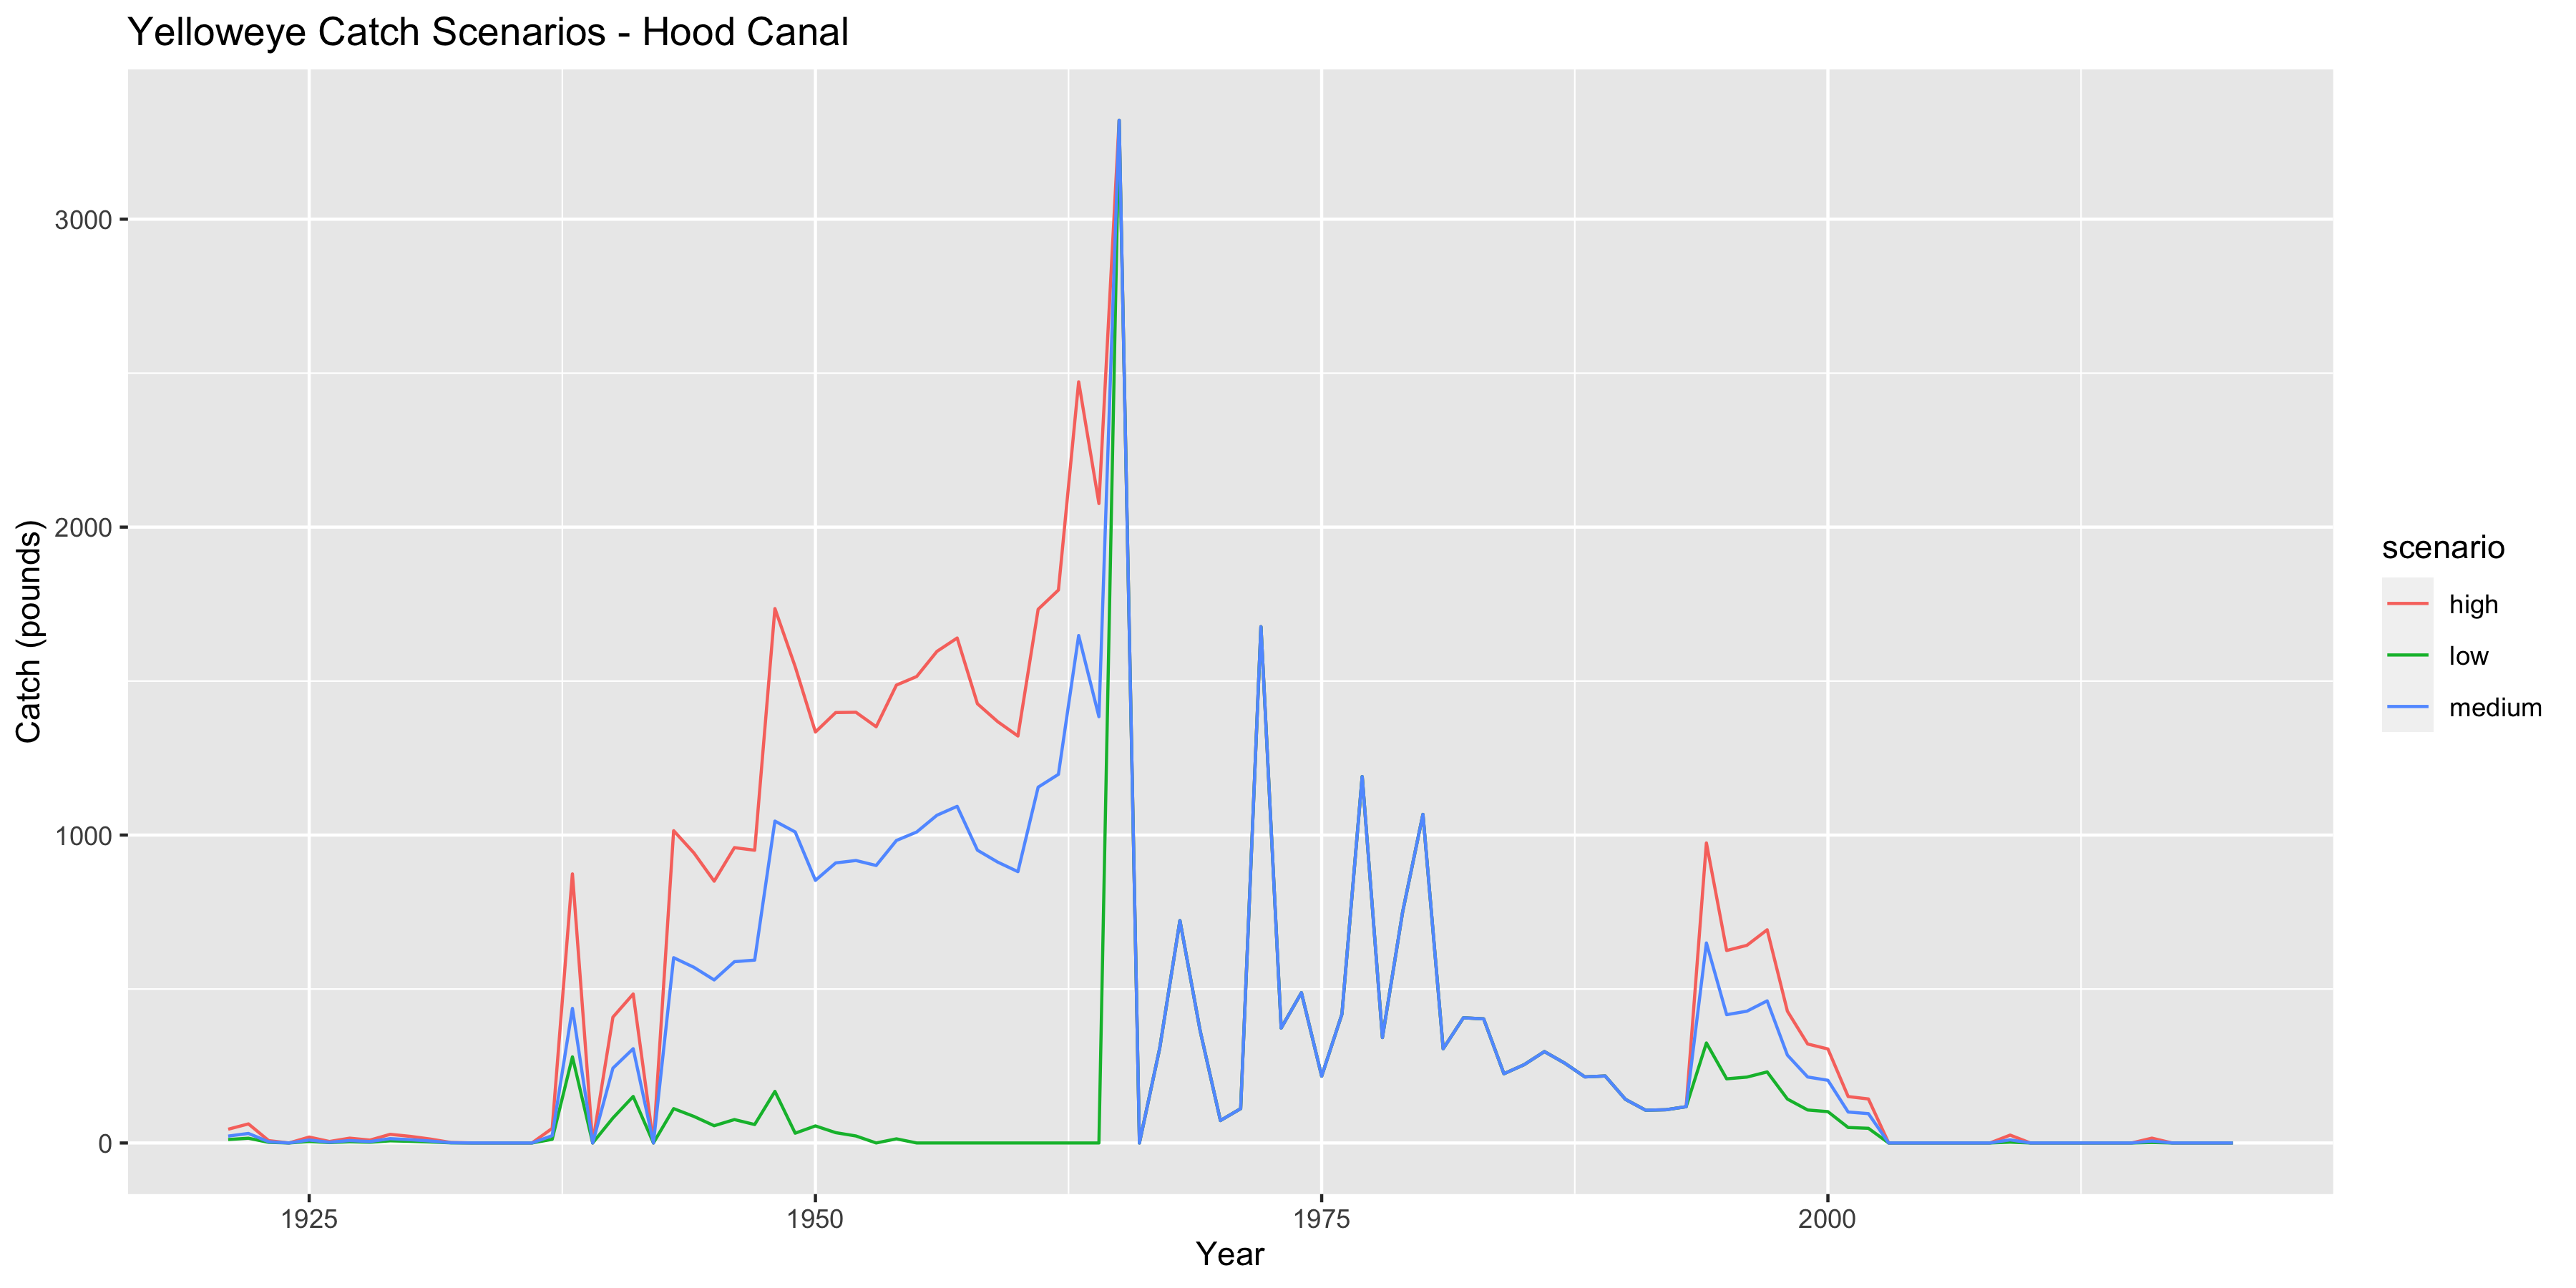 Yelloweye Catch Scenarios - Hood Canal
Catch (pounds)
3000
2000
1000
0
1925
1950
1975
2000
Year
scenario
high
low
medium